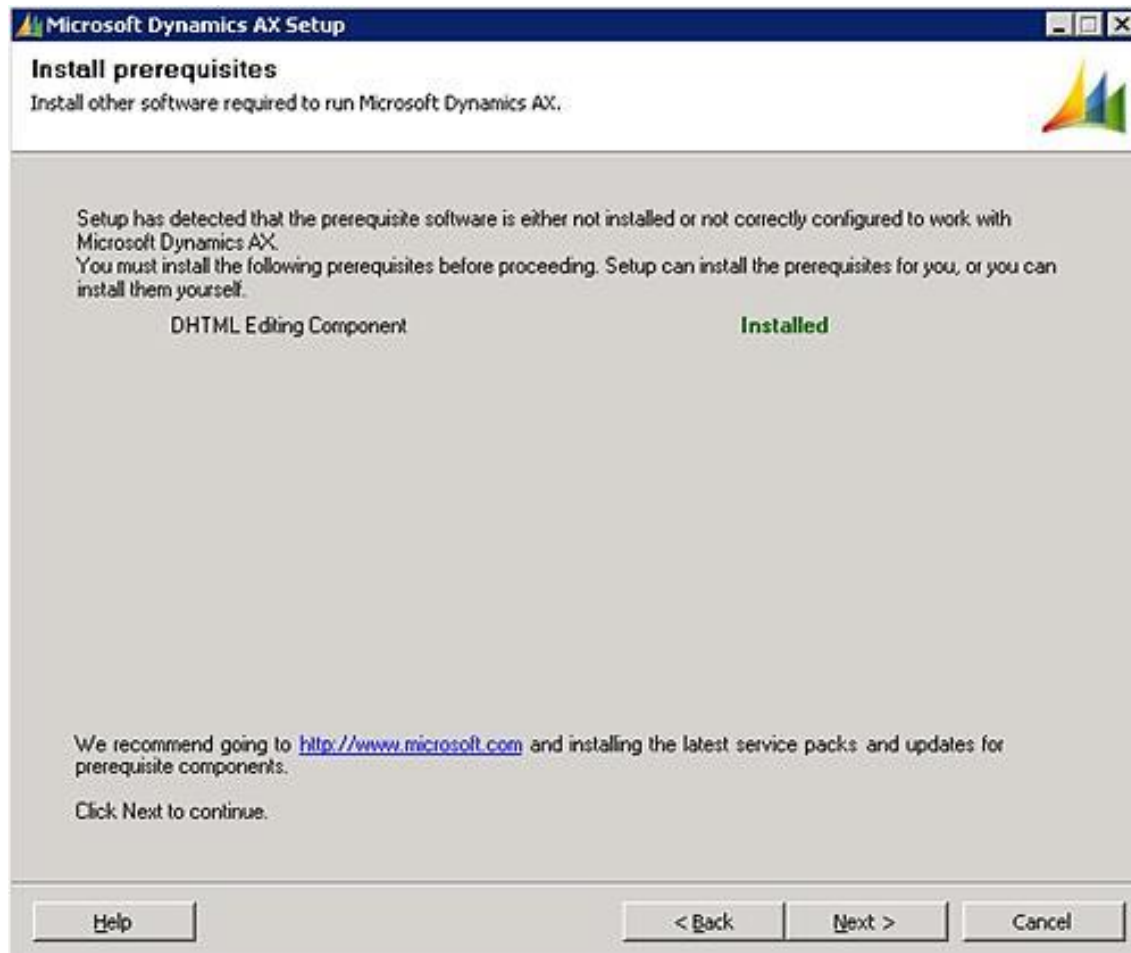 Microsoft Dynamics AX Setup
Install prerequisites
Install other software required to run Microsoft Dynamics AX.
Setup has detected that the prerequisite software is either not installed or not correctly configured to work with
Microsoft Dynamics AX.
You must install the following prerequisites before proceeding. Setup can install the prerequisites for you, or you can
install them yourself.
DHTML Editing Component Installed
We recommend going to http://www.microsoft.com and installing the latest service packs and updates for
prerequisite components.
Click Next to continue.
Help < Back Next > Cancel